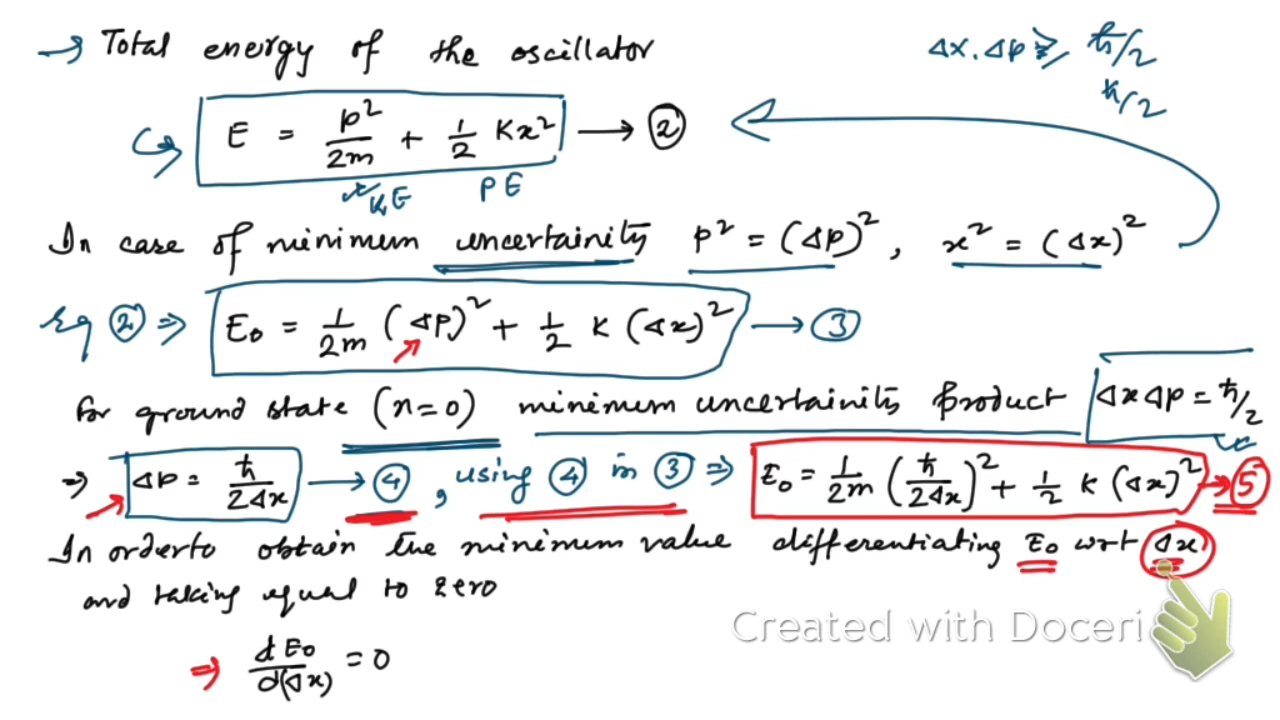 → Total energy of the oscillator Δx.Δp ≥ ħ/2
ħ/2
E = p²/2m + 1/2 Kx² → ②
KE PE
In case of minimum uncertainity p² = (Δp)², x² = (Δx)²
Eq ② ⇒ E₀ = 1/2m (Δp)² + 1/2 K (Δx)² → ③
for ground state (n=0) minimum uncertainity product ΔxΔp = ħ/2
⇒ Δp = ħ/2Δx → ④, using ④ in ③ ⇒ E₀ = 1/2m (ħ/2Δx)² + 1/2 K (Δx)² → ⑤
In orderto obtain the minimum value differentiating E₀ wrt Δx
and taking equal to zero
Created with Doceri
⇒ dE₀/d(Δx) = 0